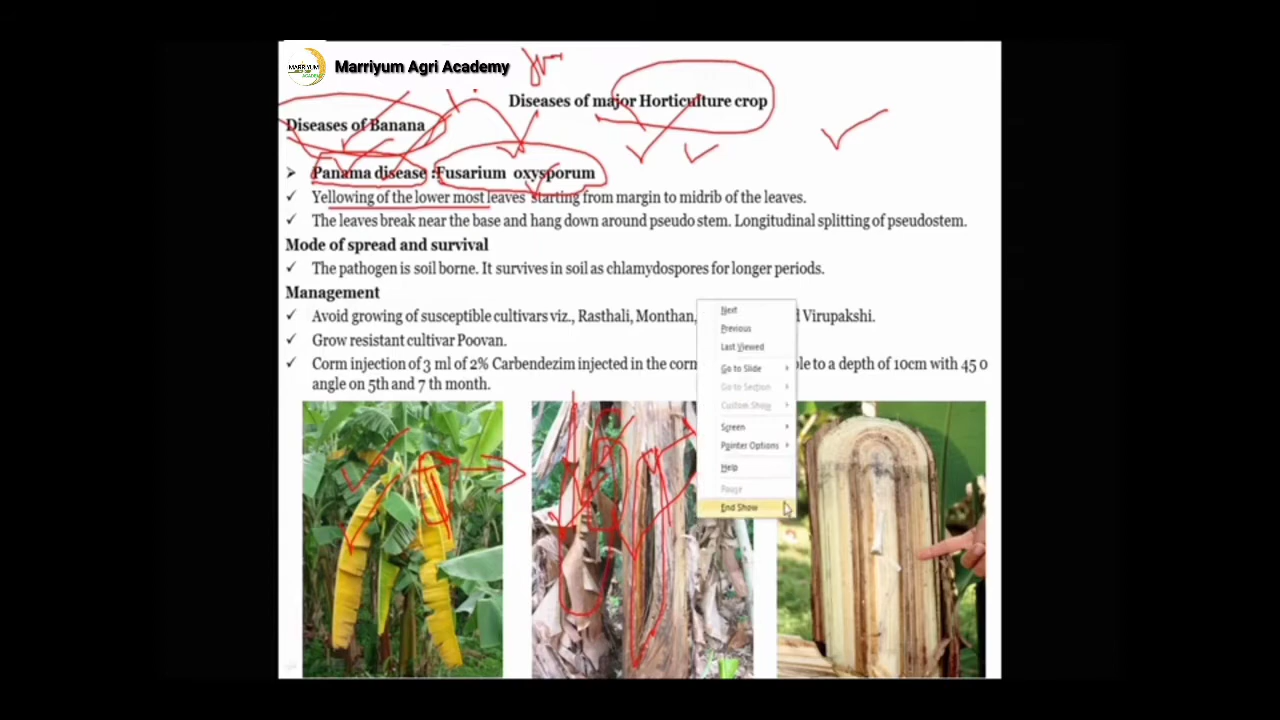 MARRIYUM
ACADEMY
Marriyum Agri Academy
Diseases of major Horticulture crop
Diseases of Banana
➢ Panama disease :Fusarium oxysporum
✓ Yellowing of the lower most leaves starting from margin to midrib of the leaves.
✓ The leaves break near the base and hang down around pseudo stem. Longitudinal splitting of pseudostem.
Mode of spread and survival
✓ The pathogen is soil borne. It survives in soil as chlamydospores for longer periods.
Management
✓ Avoid growing of susceptible cultivars viz., Rasthali, Monthan, Virupakshi.
✓ Grow resistant cultivar Poovan.
✓ Corm injection of 3 ml of 2% Carbendezim injected in the corm to a depth of 10cm with 45 0
angle on 5th and 7 th month.
Next
Previous
Last Viewed
Go to Slide
Go to Section
Custom Show
Screen
Pointer Options
Help
Pause
End Show